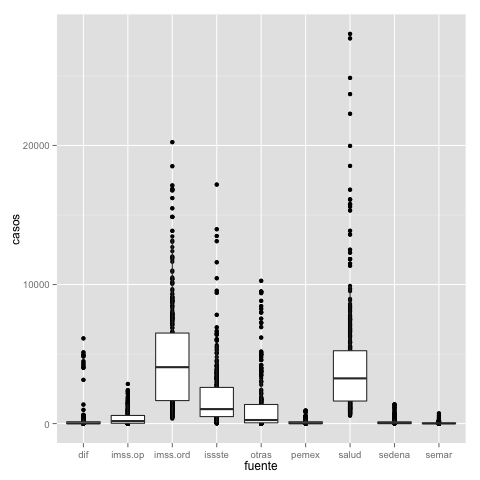 casos
20000
10000
0
dif imss.op imss.ord issste otras pemex salud sedena semar
fuente